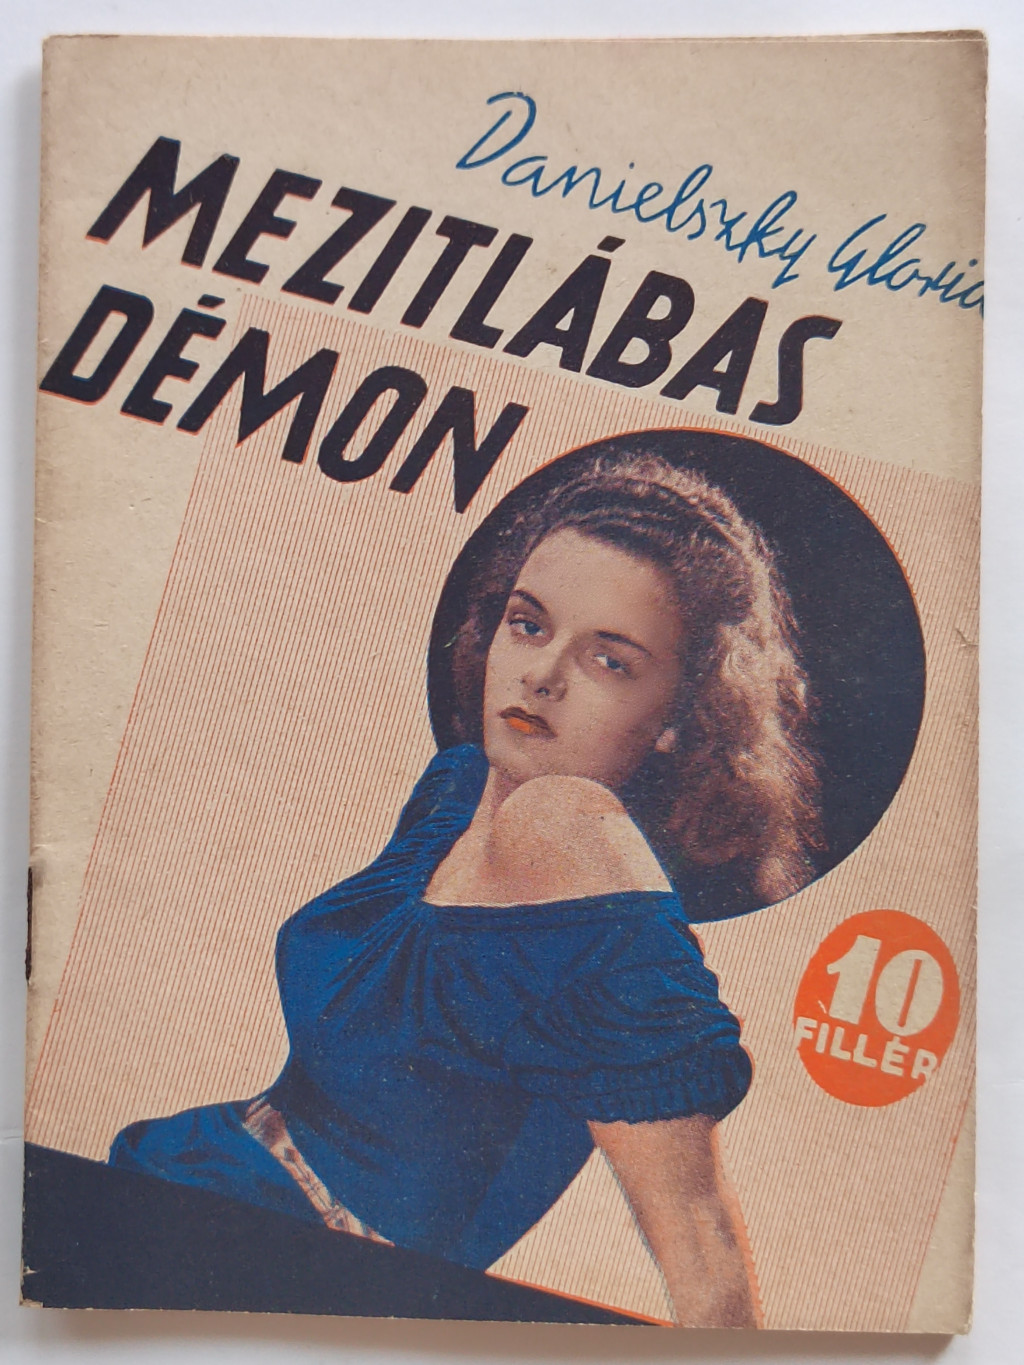 Danielszky Gloria
MEZITLÁBAS
DÉMON
10
FILLÉR